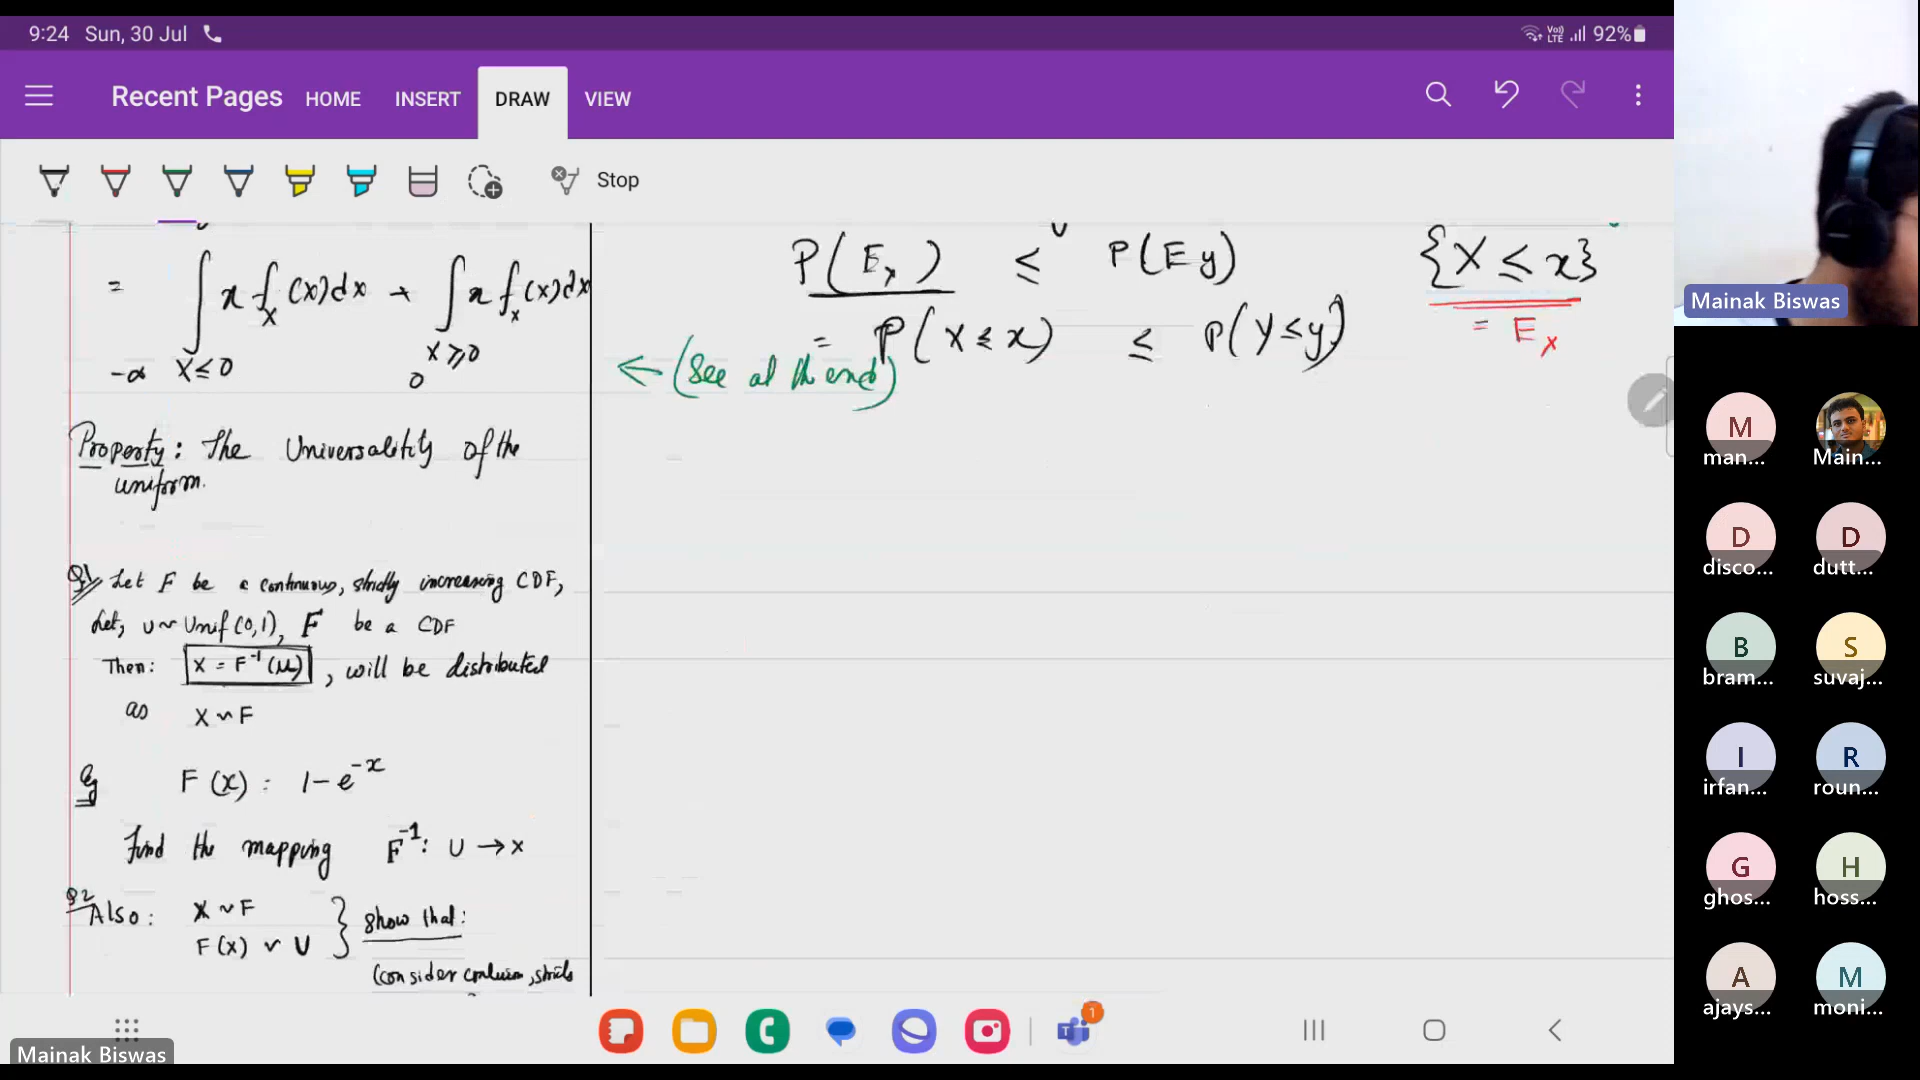 9:24 Sun, 30 Jul
Vo) LTE 92%
Recent Pages HOME INSERT DRAW VIEW
Stop
= ∫ x f_X (x)dx + ∫ x f_x (x)dx
-α X≤0 0 X≥0
← (See at the end)
Property: The Universality of the
uniform.
Q1 Let F be a continuous, strictly increasing CDF,
Let, U ~ Unif(0,1), F be a CDF
Then: X = F⁻¹(u), will be distributed
as X ~ F
Eg F (x) = 1 - e^{-x}
Find the mapping F⁻¹: U → x
Q2 Also: X ~ F
F(x) ~ U } Show that:
(consider
P(E_x) ≤ P(E_y)
= P(X ≤ x) ≤ P(Y ≤ y)
{X ≤ x}
= E_x
Mainak Biswas
M man...
Main...
D disco...
D dutt...
B bram...
S suvaj...
I irfan...
R roun...
G ghos...
H hoss...
A ajays...
M moni...
1
Mainak Biswas